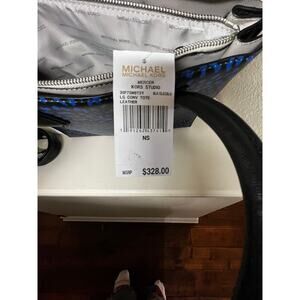 MICHAEL
MICHAEL KORS
MERCER
KORS STUDIO
LG CONV TOTE
LEATHER
NS
MSRP $328.00